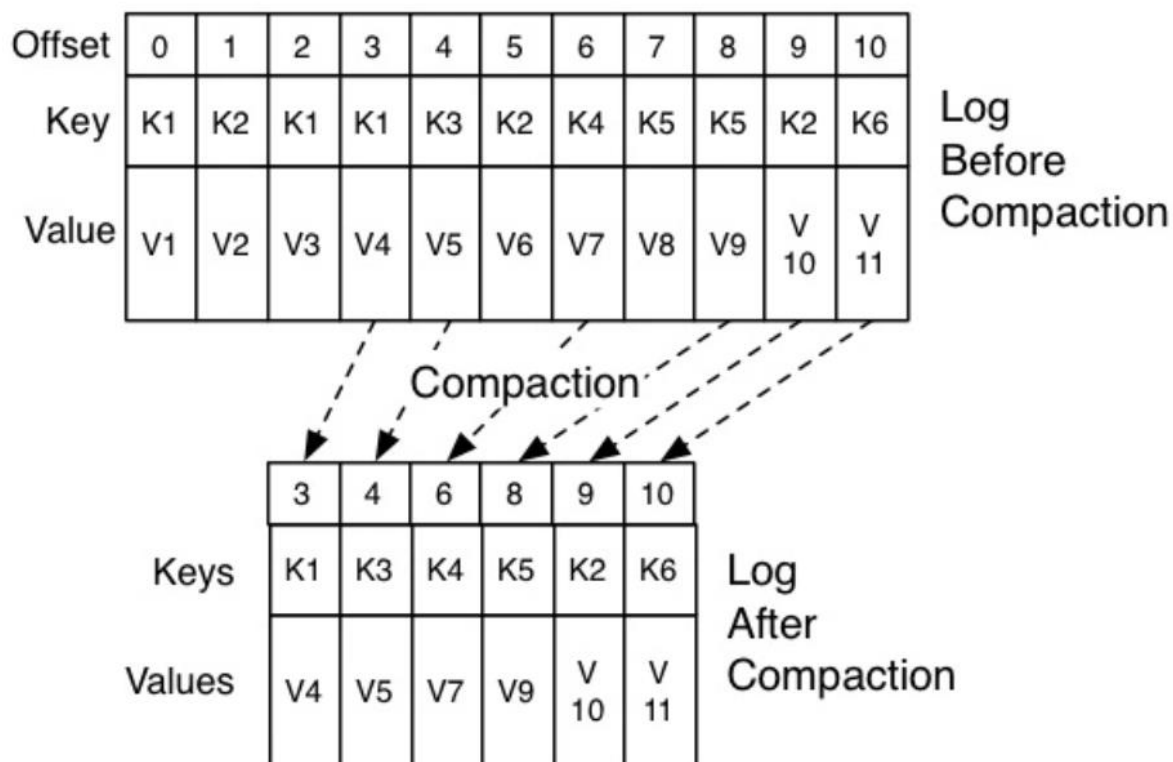 Offset 0 1 2 3 4 5 6 7 8 9 10
Key K1 K2 K1 K1 K3 K2 K4 K5 K5 K2 K6
Value V1 V2 V3 V4 V5 V6 V7 V8 V9 V 10 V 11
Log
Before
Compaction
Compaction
3 4 6 8 9 10
Keys K1 K3 K4 K5 K2 K6
Values V4 V5 V7 V9 V 10 V 11
Log
After
Compaction